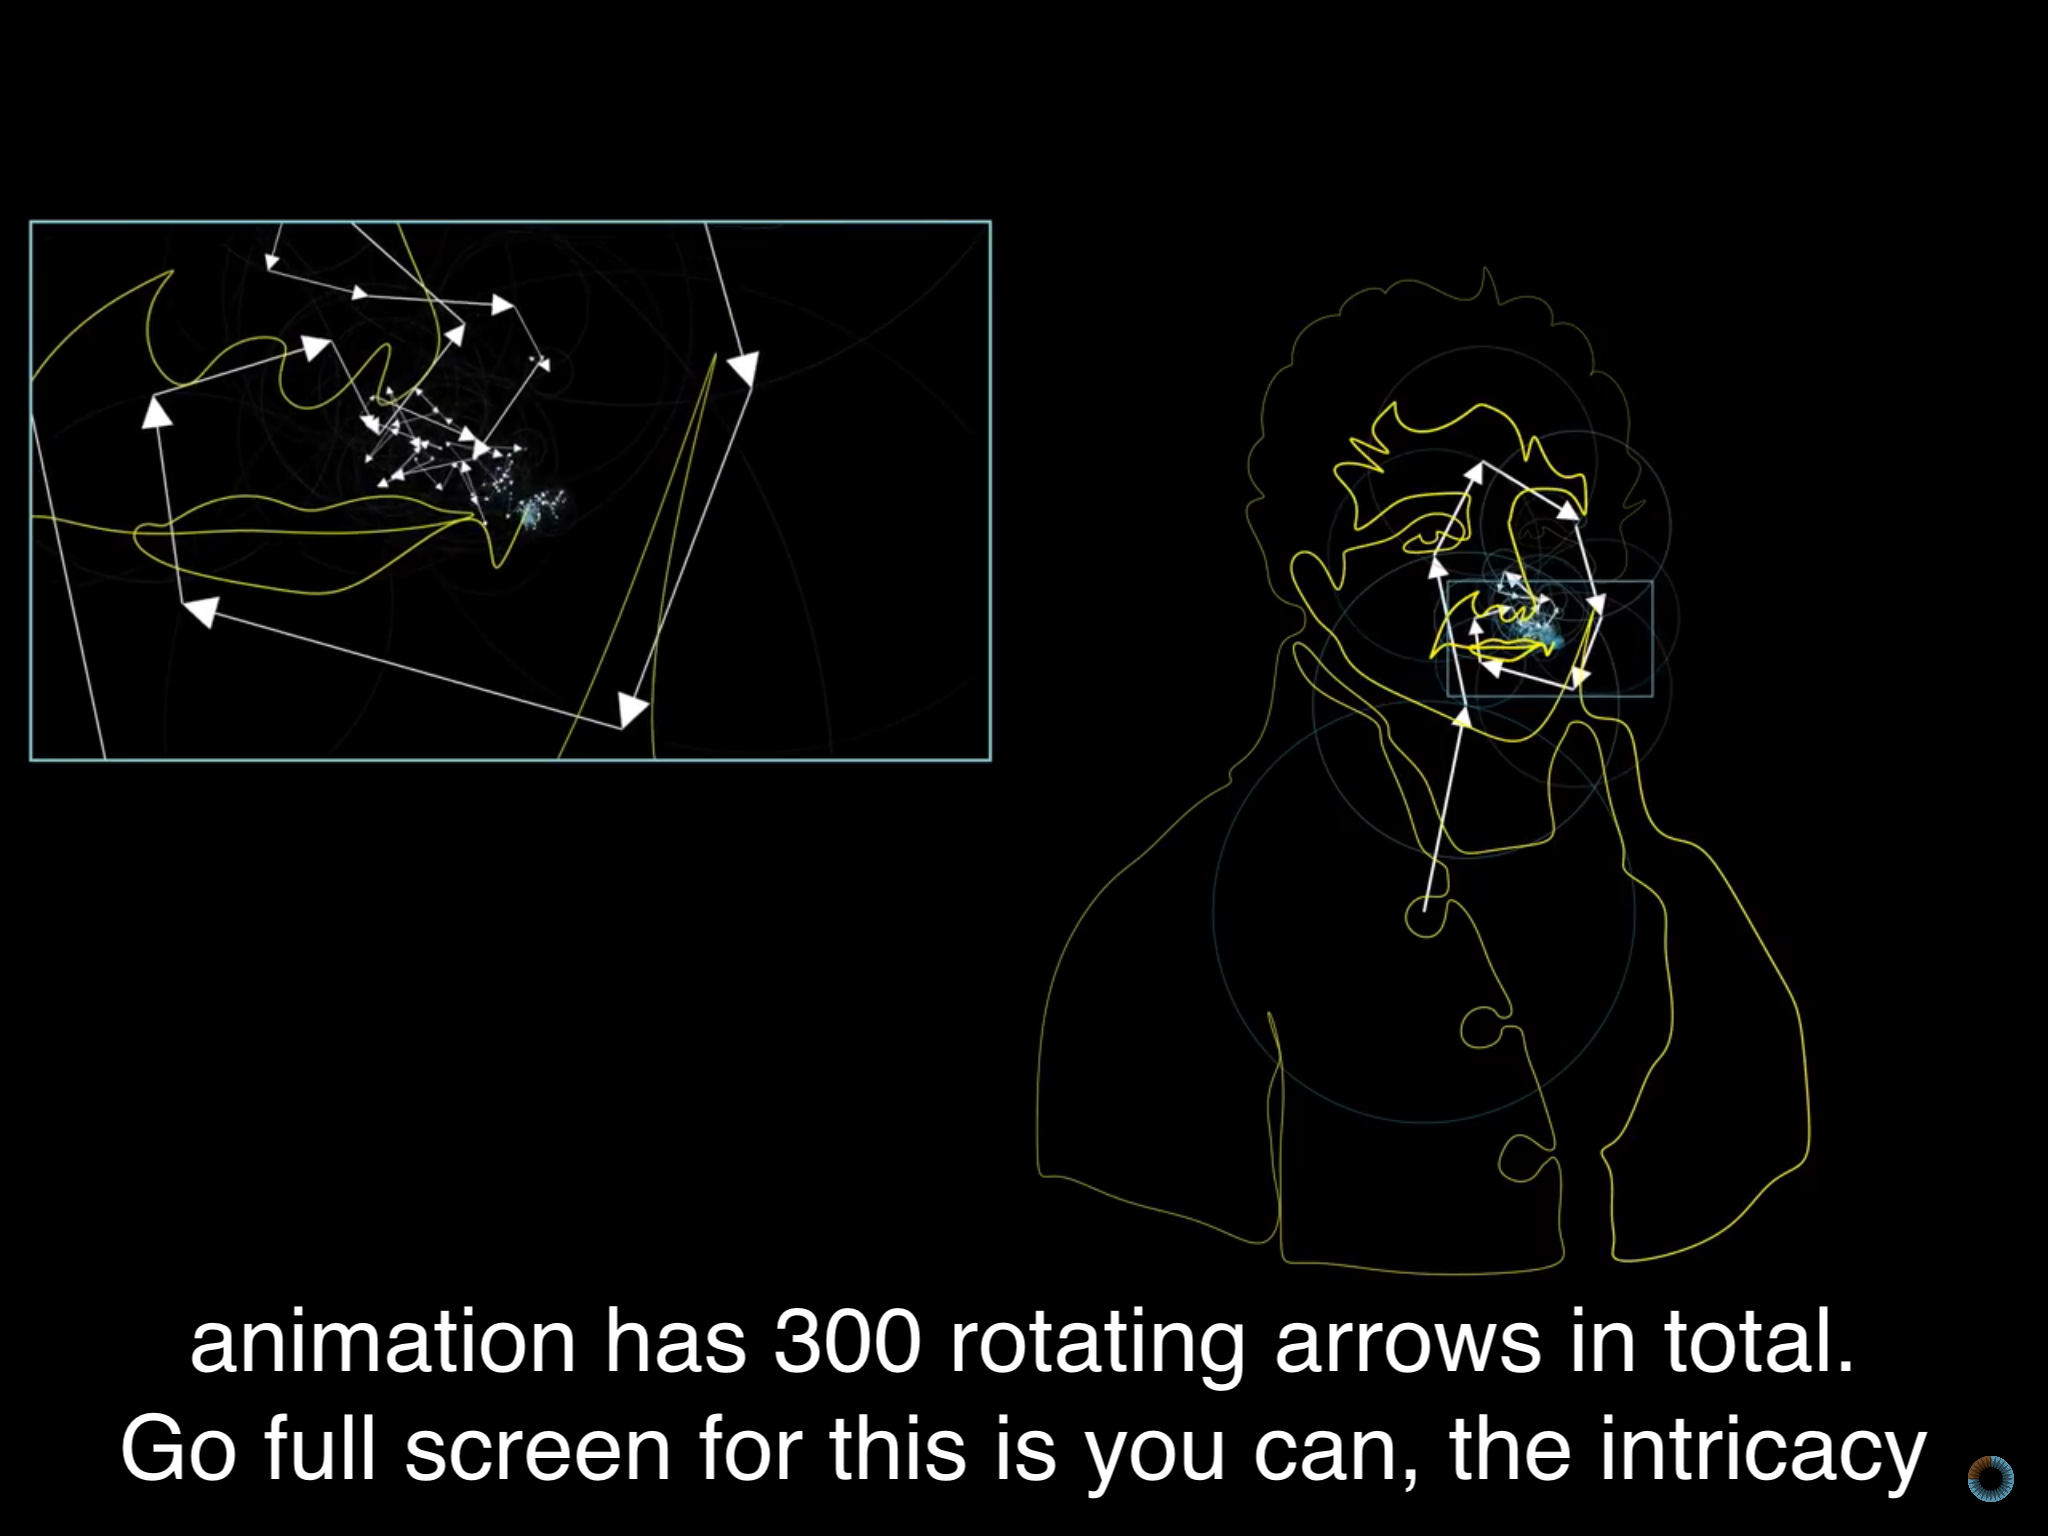 animation has 300 rotating arrows in total.
Go full screen for this is you can, the intricacy